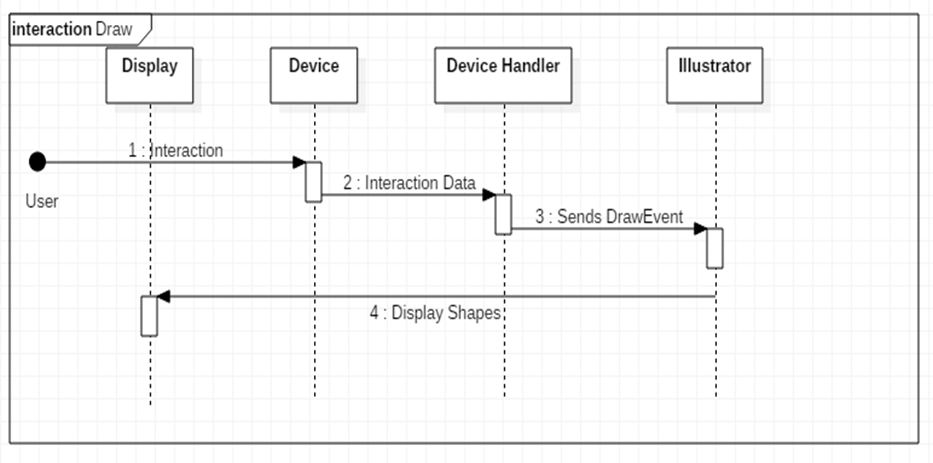 interaction Draw
Display
Device
Device Handler
Illustrator
1 : Interaction
User
2 : Interaction Data
3 : Sends DrawEvent
4 : Display Shapes